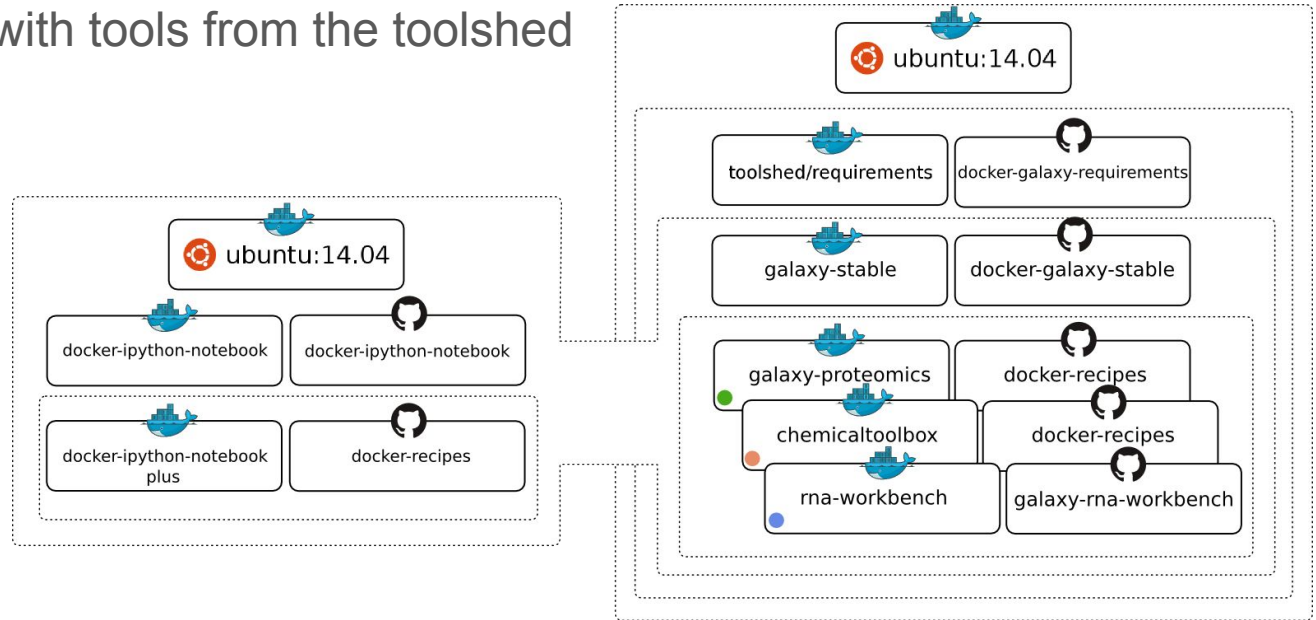 with tools from the toolshed
ubuntu:14.04
toolshed/requirements
docker-galaxy-requirements
galaxy-stable
docker-galaxy-stable
galaxy-proteomics
docker-recipes
chemicaltoolbox
docker-recipes
rna-workbench
galaxy-rna-workbench
ubuntu:14.04
docker-ipython-notebook
docker-ipython-notebook
docker-ipython-notebook
plus
docker-recipes